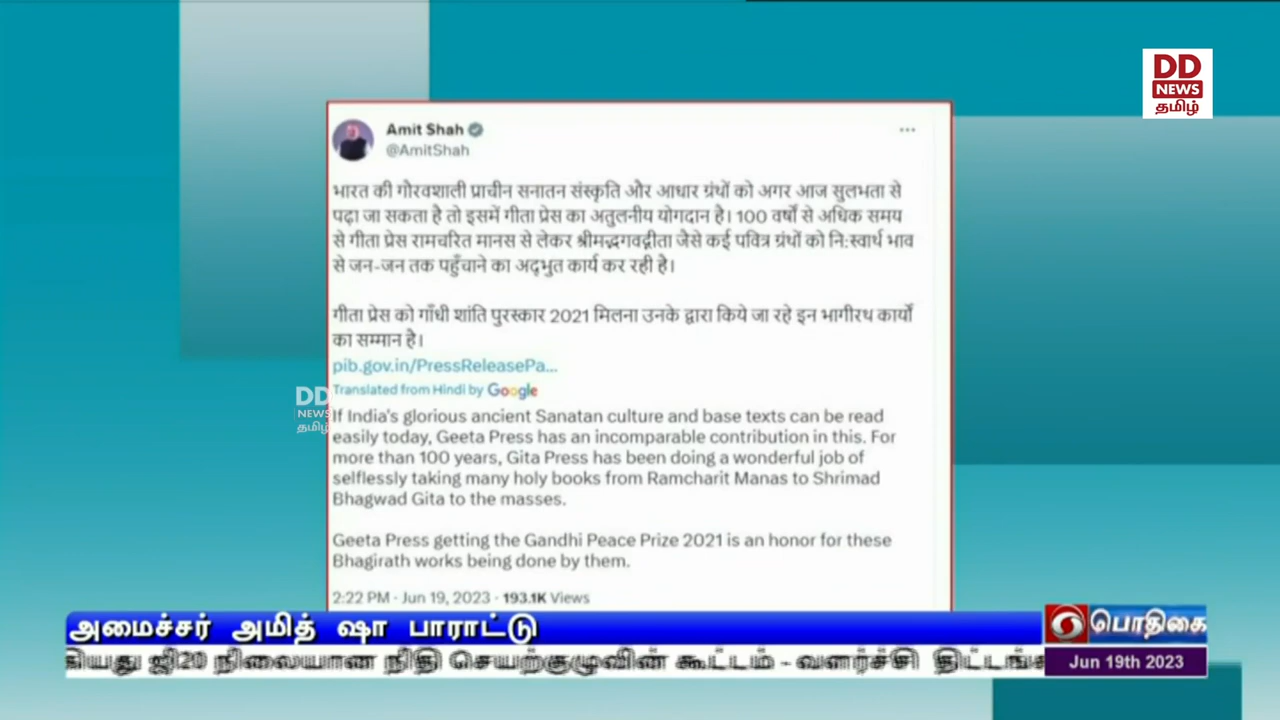 DD
NEWS
தமிழ்
Amit Shah
@AmitShah
भारत की गौरवशाली प्राचीन सनातन संस्कृति और आधार ग्रंथों को अगर आज सुलभता से
पढ़ा जा सकता है तो इसमें गीता प्रेस का अतुलनीय योगदान है। 100 वर्षों से अधिक समय
से गीता प्रेस रामचरित मानस से लेकर श्रीमद्भगवद्गीता जैसे कई पवित्र ग्रंथों को नि:स्वार्थ भाव
से जन-जन तक पहुँचाने का अद्भुत कार्य कर रही है।
गीता प्रेस को गाँधी शांति पुरस्कार 2021 मिलना उनके द्वारा किये जा रहे इन भागीरथ कार्यों
का सम्मान है।
pib.gov.in/PressReleasePa...
Translated from Hindi by Google
DD
NEWS
தமிழ்
If India's glorious ancient Sanatan culture and base texts can be read
easily today, Geeta Press has an incomparable contribution in this. For
more than 100 years, Gita Press has been doing a wonderful job of
selflessly taking many holy books from Ramcharit Manas to Shrimad
Bhagwad Gita to the masses.
Geeta Press getting the Gandhi Peace Prize 2021 is an honor for these
Bhagirath works being done by them.
2:22 PM · Jun 19, 2023 · 193.1K Views
அமைச்சர் அமித் ஷா பாராட்டு
பொதிகை
ஜி20 நிலையான நிதி செயற்குழுவின் கூட்டம் - வளர்ச்சி
Jun 19th 2023